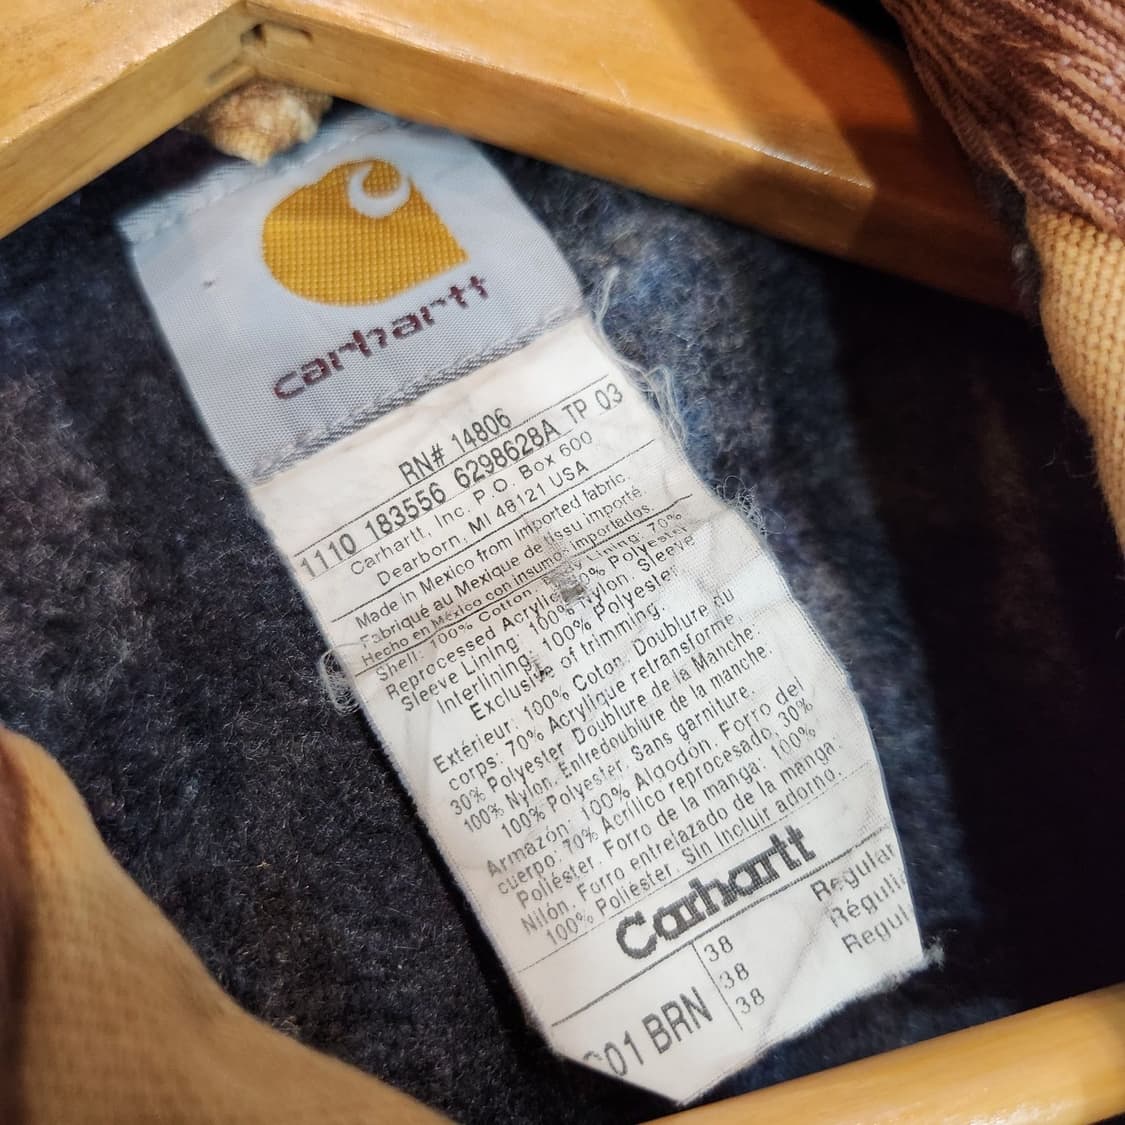 carhartt
RN# 14806
1110 183556 6298628A TP 03
Carhartt, Inc. P.O. Box 600
Dearborn, MI 48121 USA
Made in Mexico from imported fabric.
Fabriqué au Mexique de tissu importé.
Hecho en México con insumos importados.
Shell: 100% Cotton. Lining: 70%
Reprocessed Acrylic 30% Polyester
Sleeve Lining: 100% Nylon. Sleeve
Interlining: 100% Polyester
Exclusive of trimming.
Extérieur: 100% Coton. Doublure du
corps: 70% Acrylique retransforme
30% Polyester. Doublure de la Manche:
100% Nylon. Entredoublure de la manche:
100% Polyester. Sans garniture.
Armazón: 100% Algodón. Forro del
cuerpo: 70% Acrílico reprocesado, 30%
Poliéster. Forro de la manga: 100%
Nilón. Forro entrelazado de la manga:
100% Poliéster. Sin Incluir adorno.
Carhartt
01 BRN
38 Regular
38 Régulie
38 Regul